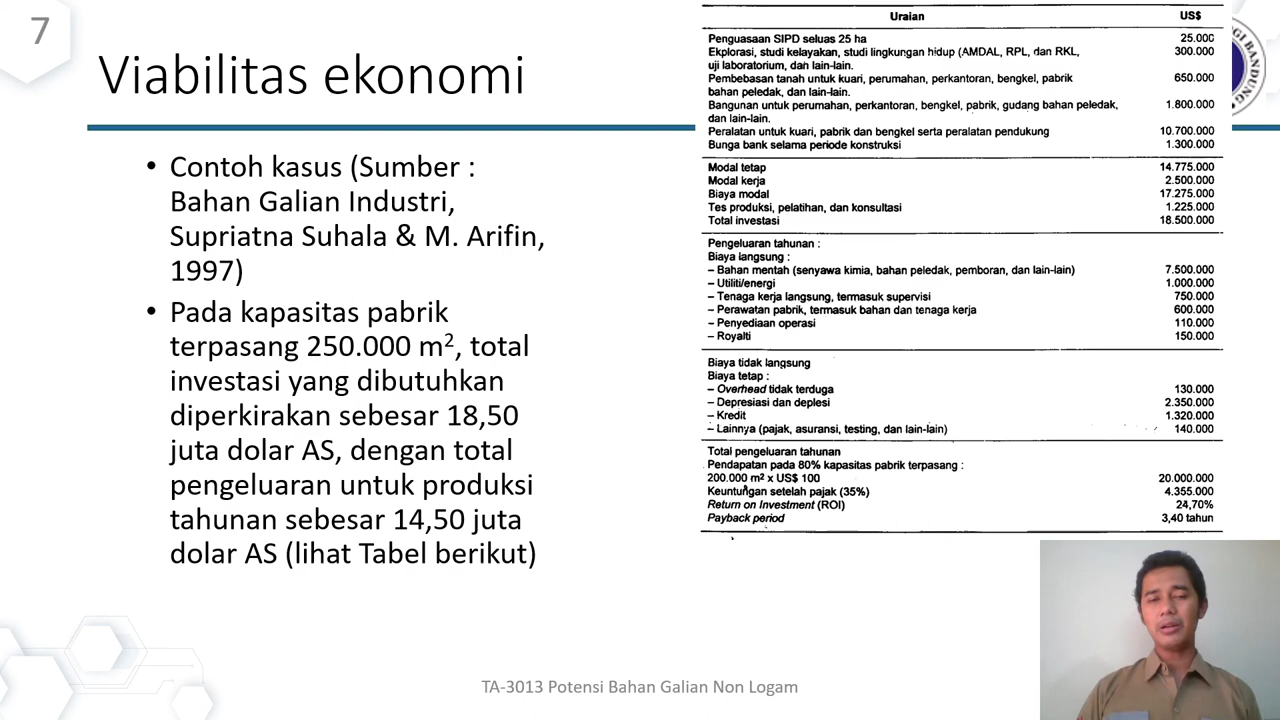 7
Viabilitas ekonomi
• Contoh kasus (Sumber :
Bahan Galian Industri,
Supriatna Suhala & M. Arifin,
1997)
• Pada kapasitas pabrik
terpasang 250.000 m², total
investasi yang dibutuhkan
diperkirakan sebesar 18,50
juta dolar AS, dengan total
pengeluaran untuk produksi
tahunan sebesar 14,50 juta
dolar AS (lihat Tabel berikut)
Uraian US$
Penguasaan SIPD seluas 25 ha 25.000
Ekplorasi, studi kelayakan, studi lingkungan hidup (AMDAL, RPL, dan RKL, 300.000
uji laboratorium, dan lain-lain.
Pembebasan tanah untuk kuari, perumahan, perkantoran, bengkel, pabrik 650.000
bahan peledak, dan lain-lain.
Bangunan untuk perumahan, perkantoran, bengkel, pabrik, gudang bahan peledak, 1.800.000
dan lain-lain.
Peralatan untuk kuari, pabrik dan bengkel serta peralatan pendukung 10.700.000
Bunga bank selama periode konstruksi 1.300.000
Modal tetap 14.775.000
Modal kerja 2.500.000
Biaya modal 17.275.000
Tes produksi, pelatihan, dan konsultasi 1.225.000
Total investasi 18.500.000
Pengeluaran tahunan :
Biaya langsung :
– Bahan mentah (senyawa kimia, bahan peledak, pemboran, dan lain-lain) 7.500.000
– Utiliti/energi 1.000.000
– Tenaga kerja langsung, termasuk supervisi 750.000
– Perawatan pabrik, termasuk bahan dan tenaga kerja 600.000
– Penyediaan operasi 110.000
– Royalti 150.000
Biaya tidak langsung
Biaya tetap :
– Overhead tidak terduga 130.000
– Depresiasi dan deplesi 2.350.000
– Kredit 1.320.000
– Lainnya (pajak, asuransi, testing, dan lain-lain) 140.000
Total pengeluaran tahunan
Pendapatan pada 80% kapasitas pabrik terpasang :
200.000 m² x US$ 100 20.000.000
Keuntungan setelah pajak (35%) 4.355.000
Return on Investment (ROI) 24,70%
Payback period 3,40 tahun
GI BANDUNG
TA-3013 Potensi Bahan Galian Non Logam